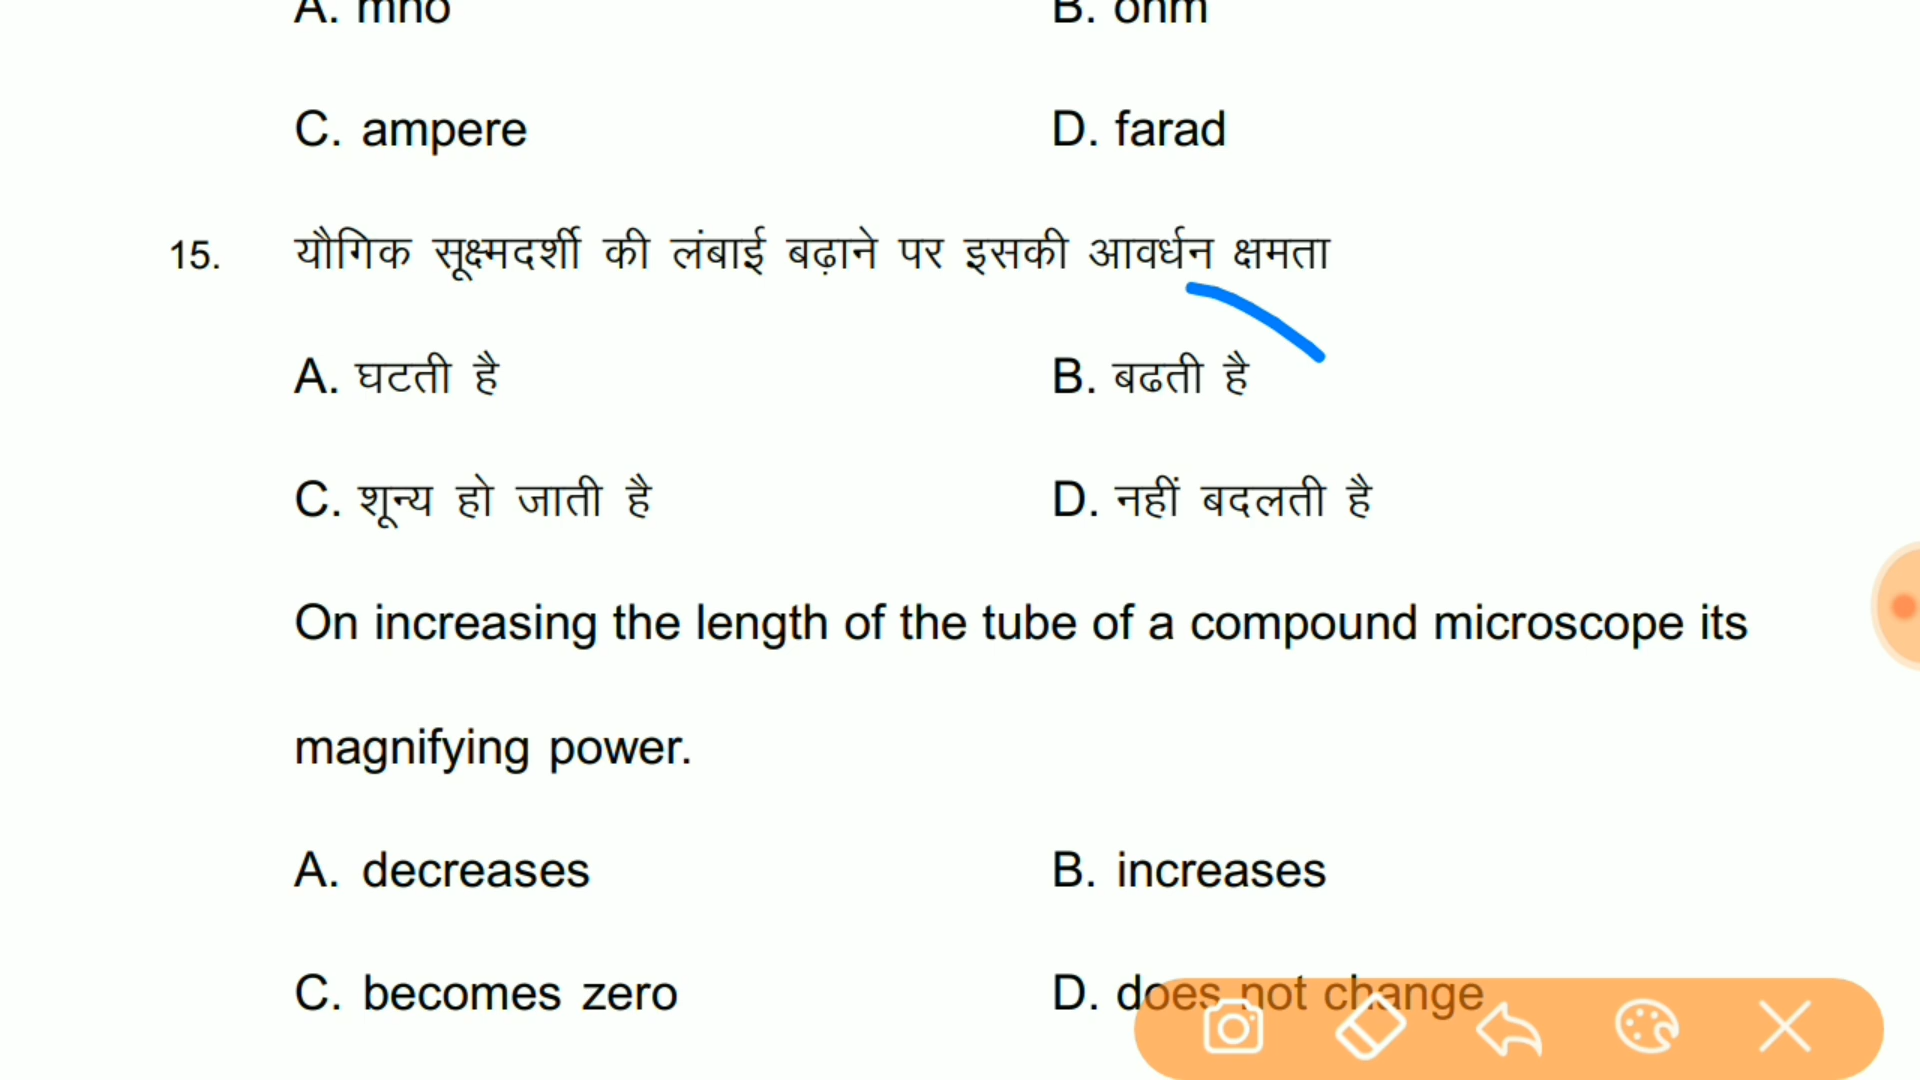 A. mho B. ohm
C. ampere D. farad
15. यौगिक सूक्ष्मदर्शी की लंबाई बढ़ाने पर इसकी आवर्धन क्षमता
A. घटती है B. बढती है
C. शून्य हो जाती है D. नहीं बदलती है
On increasing the length of the tube of a compound microscope its
magnifying power.
A. decreases B. increases
C. becomes zero D. does not change